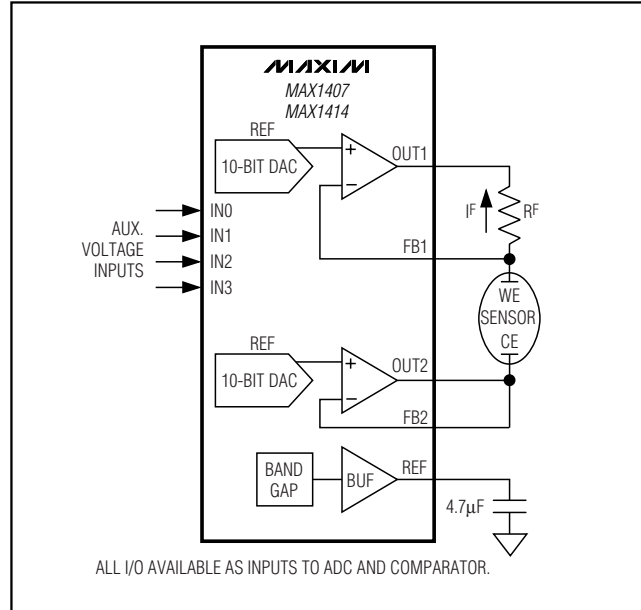 MAXIM
MAX1407
MAX1414
REF
10-BIT DAC
+
−
OUT1
IF
RF
FB1
AUX.
VOLTAGE
INPUTS
IN0
IN1
IN2
IN3
WE
SENSOR
CE
REF
10-BIT DAC
+
−
OUT2
FB2
BAND
GAP
BUF
REF
4.7µF
ALL I/O AVAILABLE AS INPUTS TO ADC AND COMPARATOR.